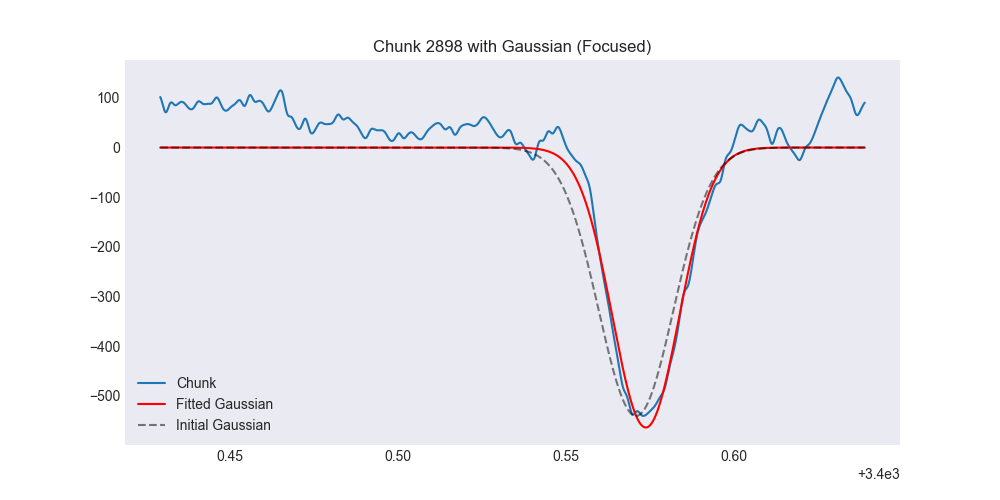 Chunk 2898 with Gaussian (Focused)
100
0
−100
−200
−300
−400
−500
Chunk
Fitted Gaussian
Initial Gaussian
0.45 0.50 0.55 0.60
+3.4e3